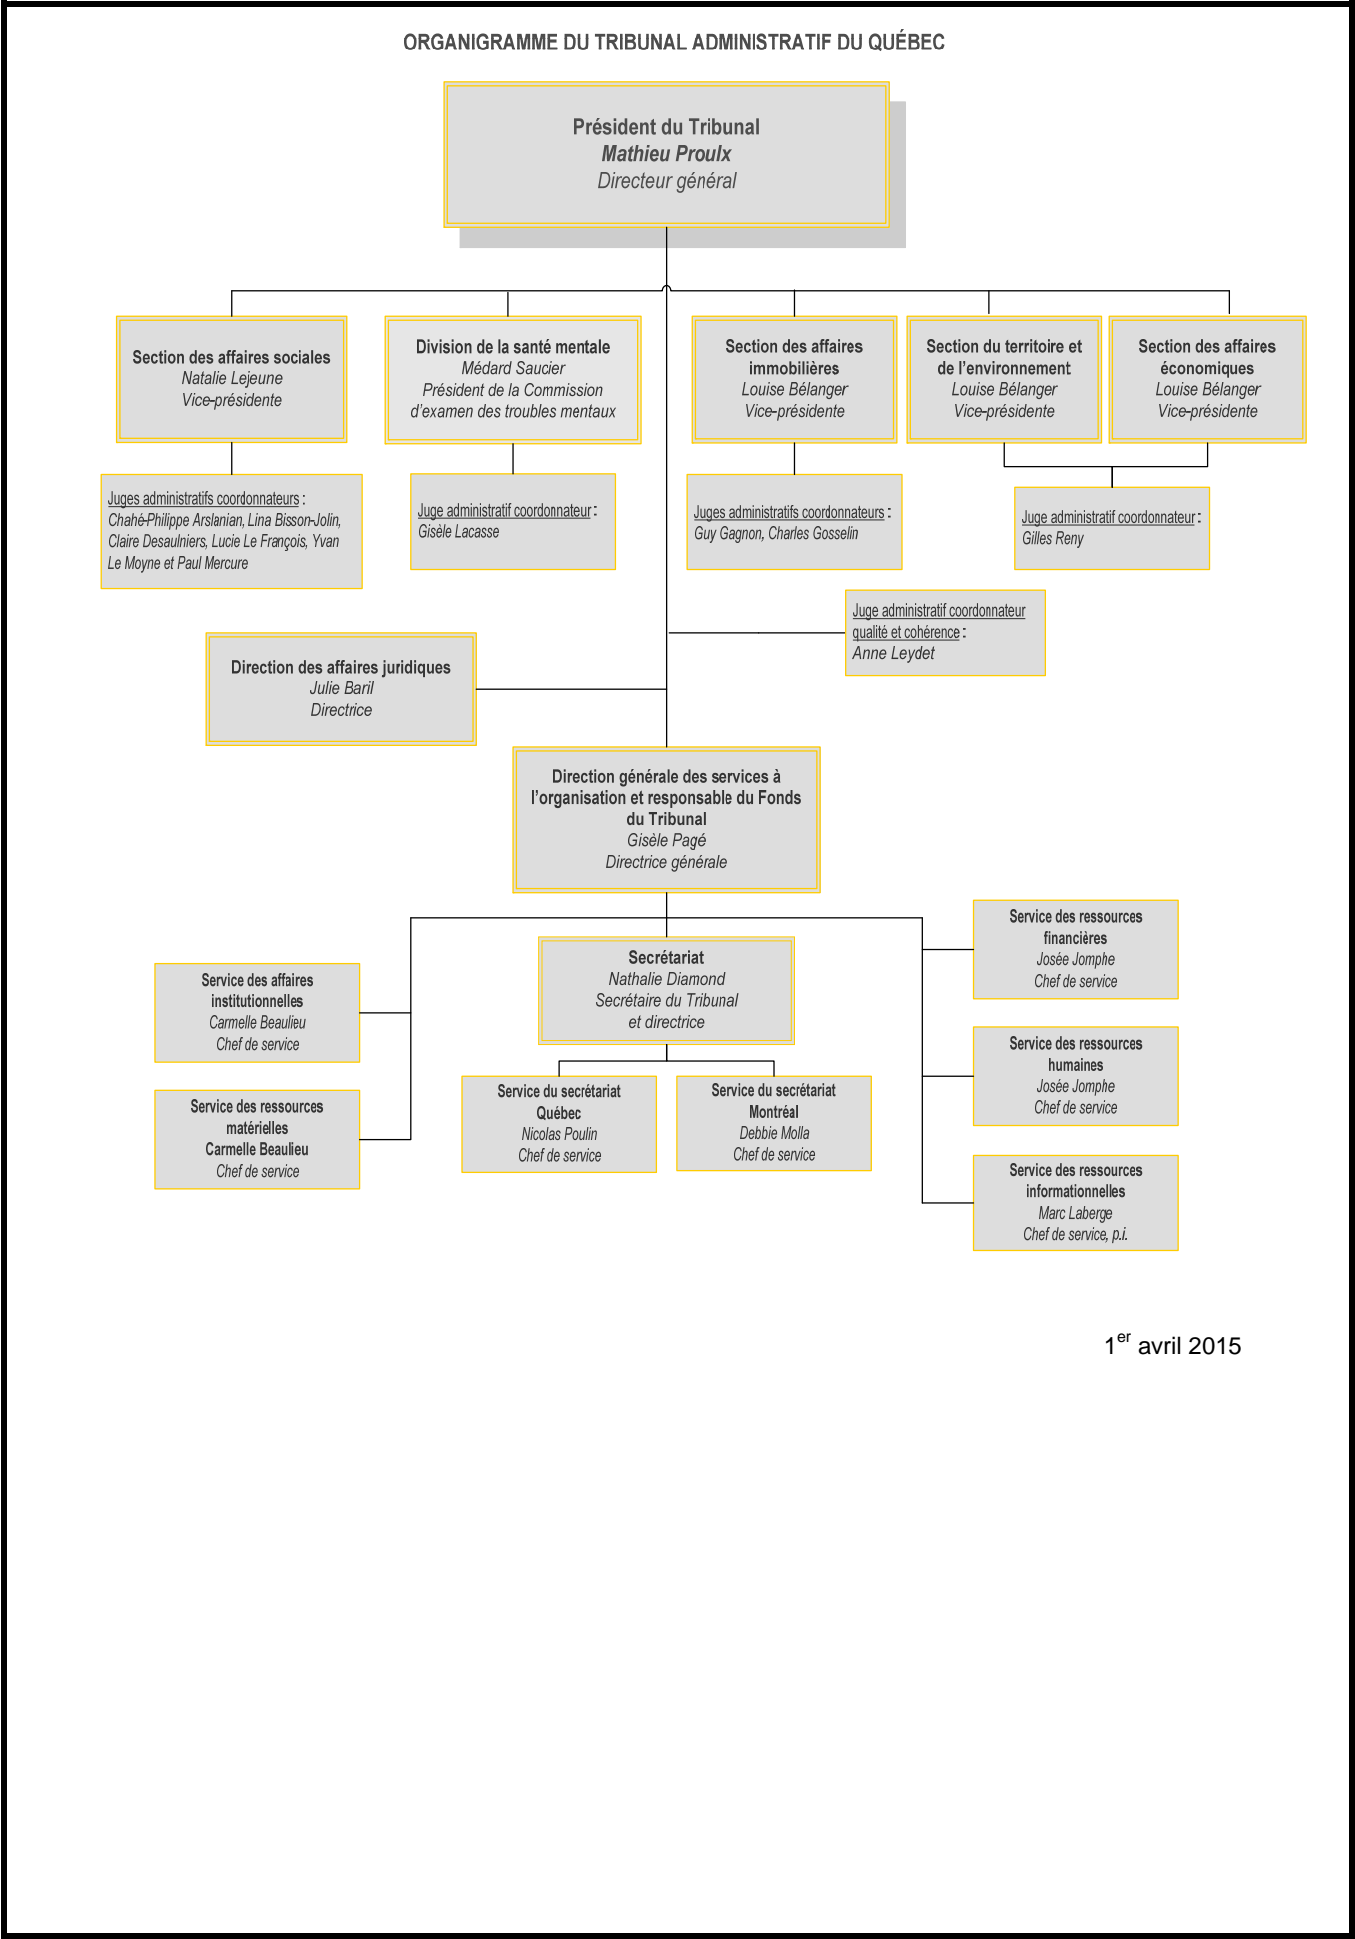 ORGANIGRAMME DU TRIBUNAL ADMINISTRATIF DU QUÉBEC
Président du Tribunal
Mathieu Proulx
Directeur général
Section des affaires sociales
Natalie Lejeune
Vice-présidente
Division de la santé mentale
Médard Saucier
Président de la Commission
d'examen des troubles mentaux
Section des affaires
immobilières
Louise Bélanger
Vice-présidente
Section du territoire et
de l'environnement
Louise Bélanger
Vice-présidente
Section des affaires
économiques
Louise Bélanger
Vice-présidente
Juges administratifs coordonnateurs :
Chahé-Philippe Arslanian, Lina Bisson-Jolin,
Claire Desaulniers, Lucie Le François, Yvan
Le Moyne et Paul Mercure
Juge administratif coordonnateur :
Gisèle Lacasse
Juges administratifs coordonnateurs :
Guy Gagnon, Charles Gosselin
Juge administratif coordonnateur :
Gilles Reny
Juge administratif coordonnateur
qualité et cohérence :
Anne Leydet
Direction des affaires juridiques
Julie Baril
Directrice
Direction générale des services à
l'organisation et responsable du Fonds
du Tribunal
Gisèle Pagé
Directrice générale
Service des affaires
institutionnelles
Carmelle Beaulieu
Chef de service
Service des ressources
matérielles
Carmelle Beaulieu
Chef de service
Secrétariat
Nathalie Diamond
Secrétaire du Tribunal
et directrice
Service du secrétariat
Québec
Nicolas Poulin
Chef de service
Service du secrétariat
Montréal
Debbie Molla
Chef de service
Service des ressources
financières
Josée Jomphe
Chef de service
Service des ressources
humaines
Josée Jomphe
Chef de service
Service des ressources
informationnelles
Marc Laberge
Chef de service, p.i.
1er avril 2015